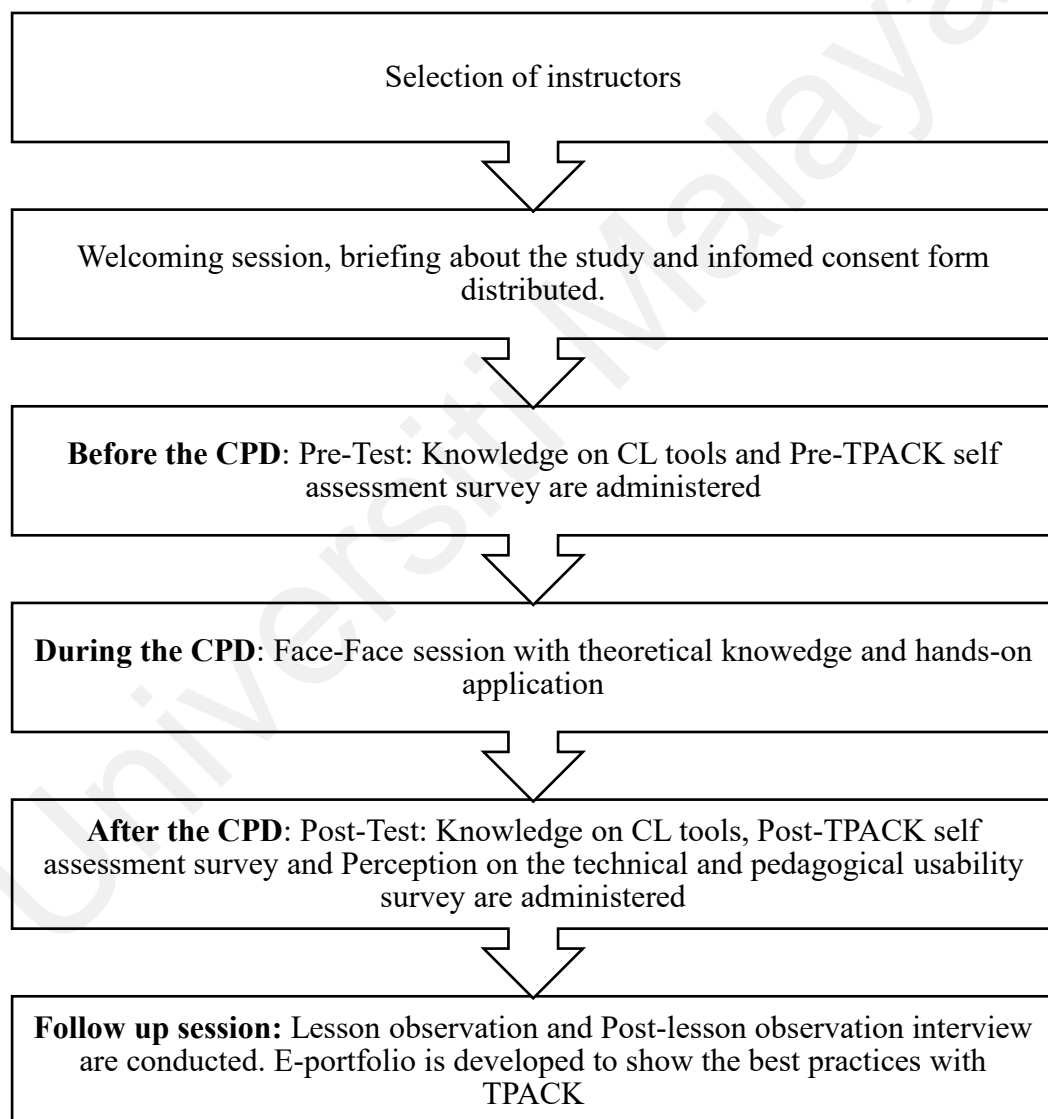 Selection of instructors
Welcoming session, briefing about the study and infomed consent form
distributed.
Before the CPD: Pre-Test: Knowledge on CL tools and Pre-TPACK self
assessment survey are administered
During the CPD: Face-Face session with theoretical knowedge and hands-on
application
After the CPD: Post-Test: Knowledge on CL tools, Post-TPACK self
assessment survey and Perception on the technical and pedagogical usability
survey are administered
Follow up session: Lesson observation and Post-lesson observation interview
are conducted. E-portfolio is developed to show the best practices with
TPACK
Universiti Malaya